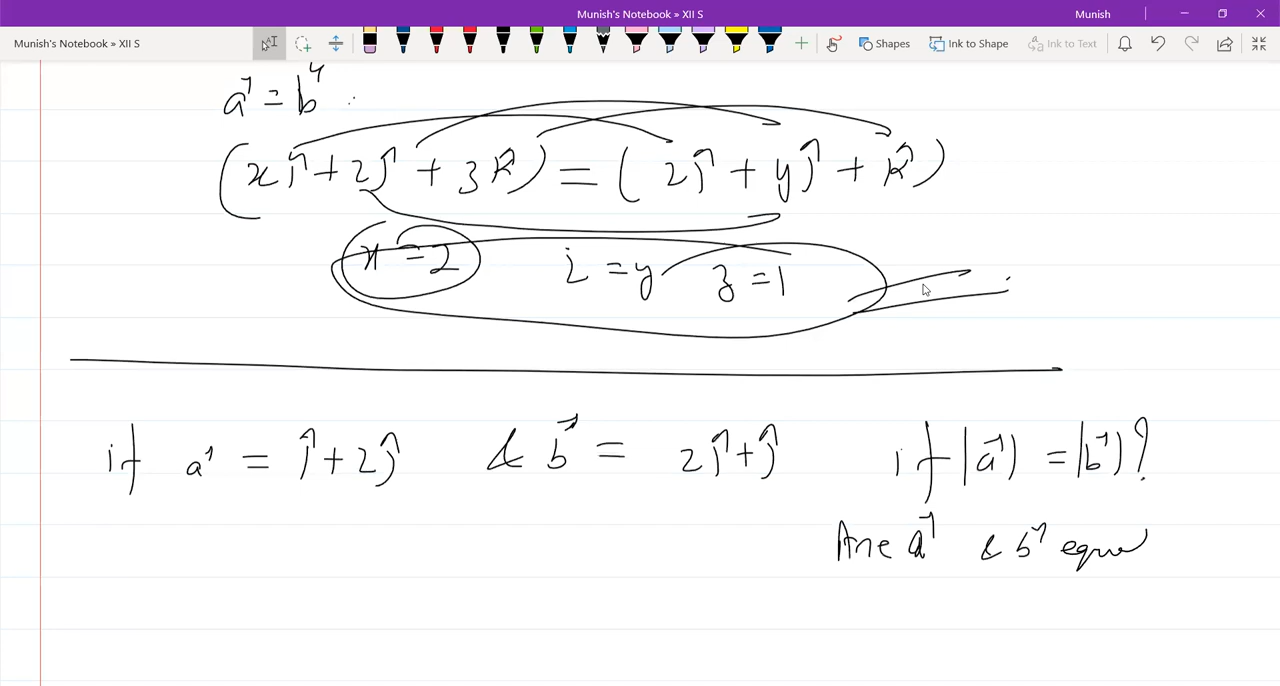 Munish's Notebook » XII S
Munish
Munish's Notebook » XII S
Shapes
Ink to Shape
Ink to Text
a⃗ = b⃗
(xî + 2ĵ + 3k̂) = (2î + yĵ + k̂)
x = 2 2 = y z = 1
if a⃗ = î + 2ĵ & b⃗ = 2î + ĵ if |a⃗| = |b⃗| ?
Are a⃗ & b⃗ equa